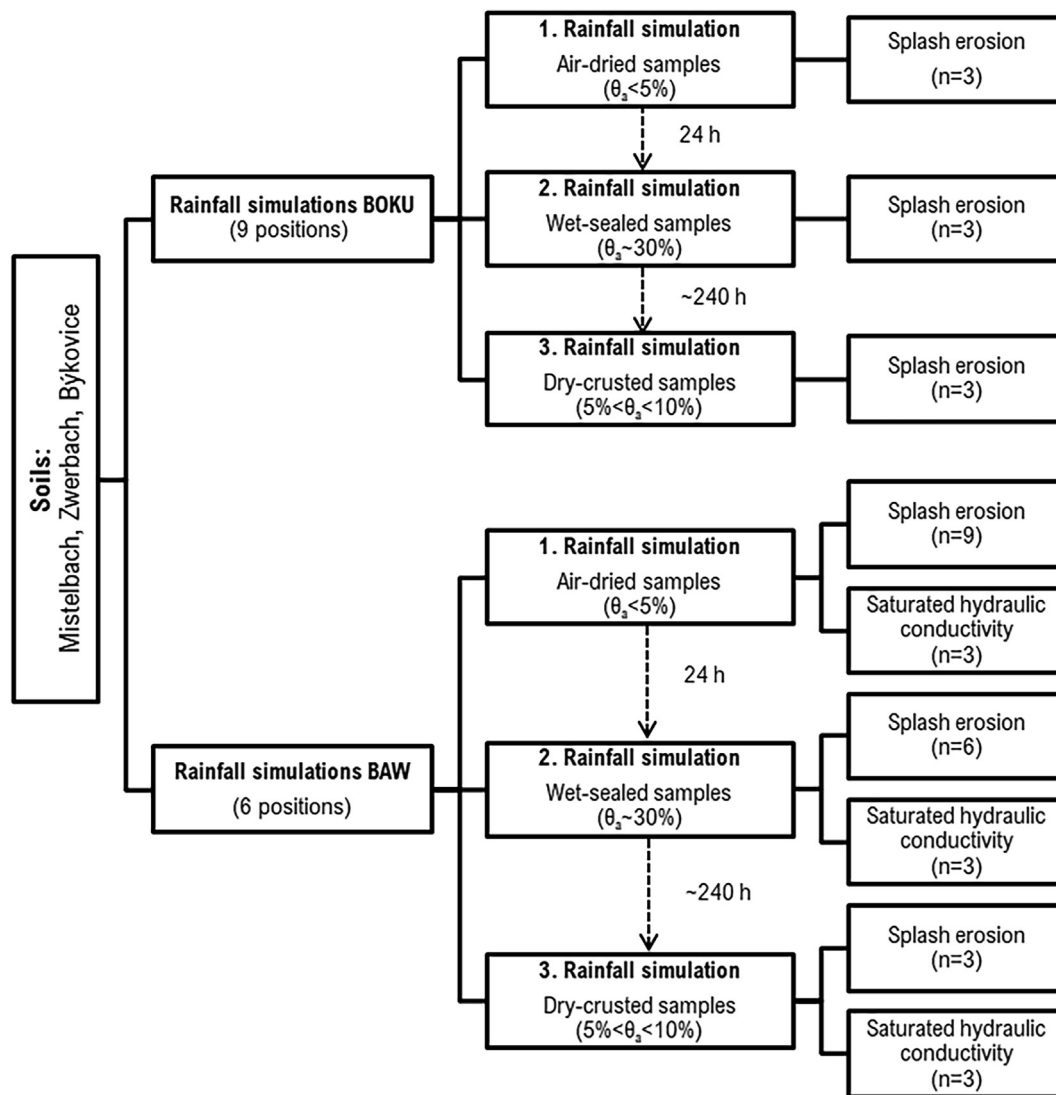 Soils:
Mistelbach, Zwerbach, Býkovice
Rainfall simulations BOKU
(9 positions)
1. Rainfall simulation
Air-dried samples
(θₐ<5%)
Splash erosion
(n=3)
24 h
2. Rainfall simulation
Wet-sealed samples
(θₐ~30%)
Splash erosion
(n=3)
~240 h
3. Rainfall simulation
Dry-crusted samples
(5%<θₐ<10%)
Splash erosion
(n=3)
Rainfall simulations BAW
(6 positions)
1. Rainfall simulation
Air-dried samples
(θₐ<5%)
Splash erosion
(n=9)
Saturated hydraulic
conductivity
(n=3)
24 h
2. Rainfall simulation
Wet-sealed samples
(θₐ~30%)
Splash erosion
(n=6)
Saturated hydraulic
conductivity
(n=3)
~240 h
3. Rainfall simulation
Dry-crusted samples
(5%<θₐ<10%)
Splash erosion
(n=3)
Saturated hydraulic
conductivity
(n=3)